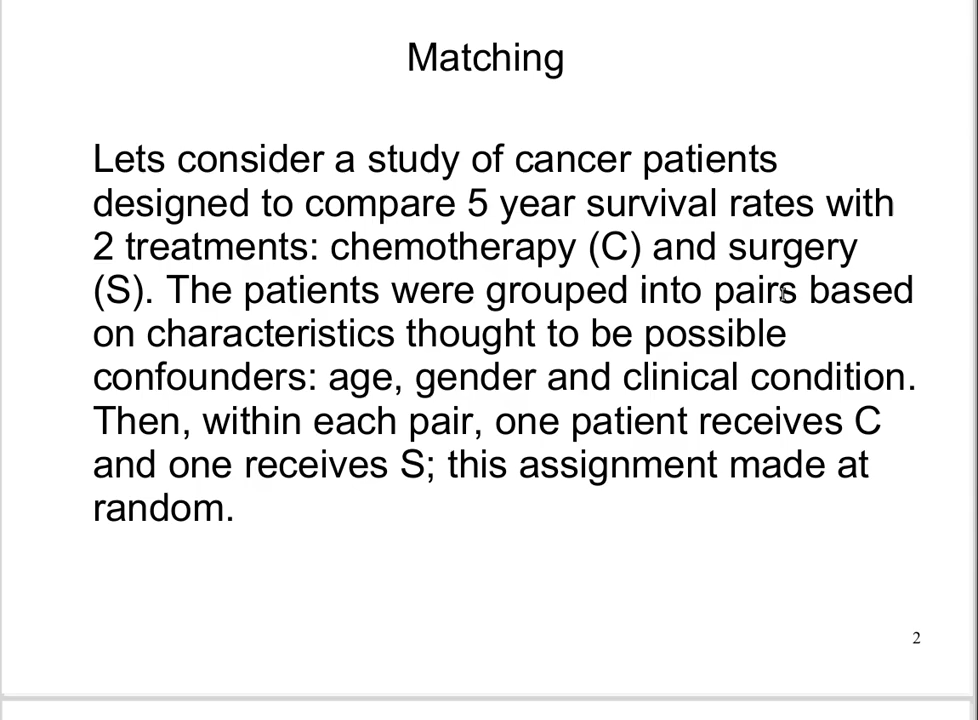 Matching
Lets consider a study of cancer patients
designed to compare 5 year survival rates with
2 treatments: chemotherapy (C) and surgery
(S). The patients were grouped into pairs based
on characteristics thought to be possible
confounders: age, gender and clinical condition.
Then, within each pair, one patient receives C
and one receives S; this assignment made at
random.
2